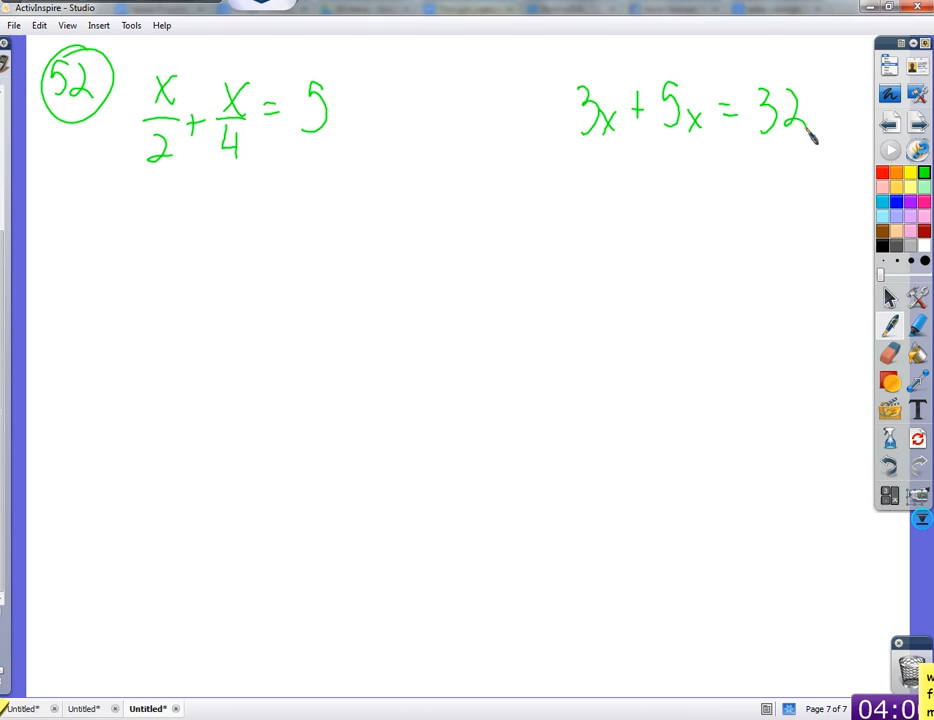 ActivInspire - Studio
File Edit View Insert Tools Help
52 x/2 + x/4 = 5
3x + 5x = 32
Untitled* Untitled* Untitled*
Page 7 of 7
04:0
w
f
m